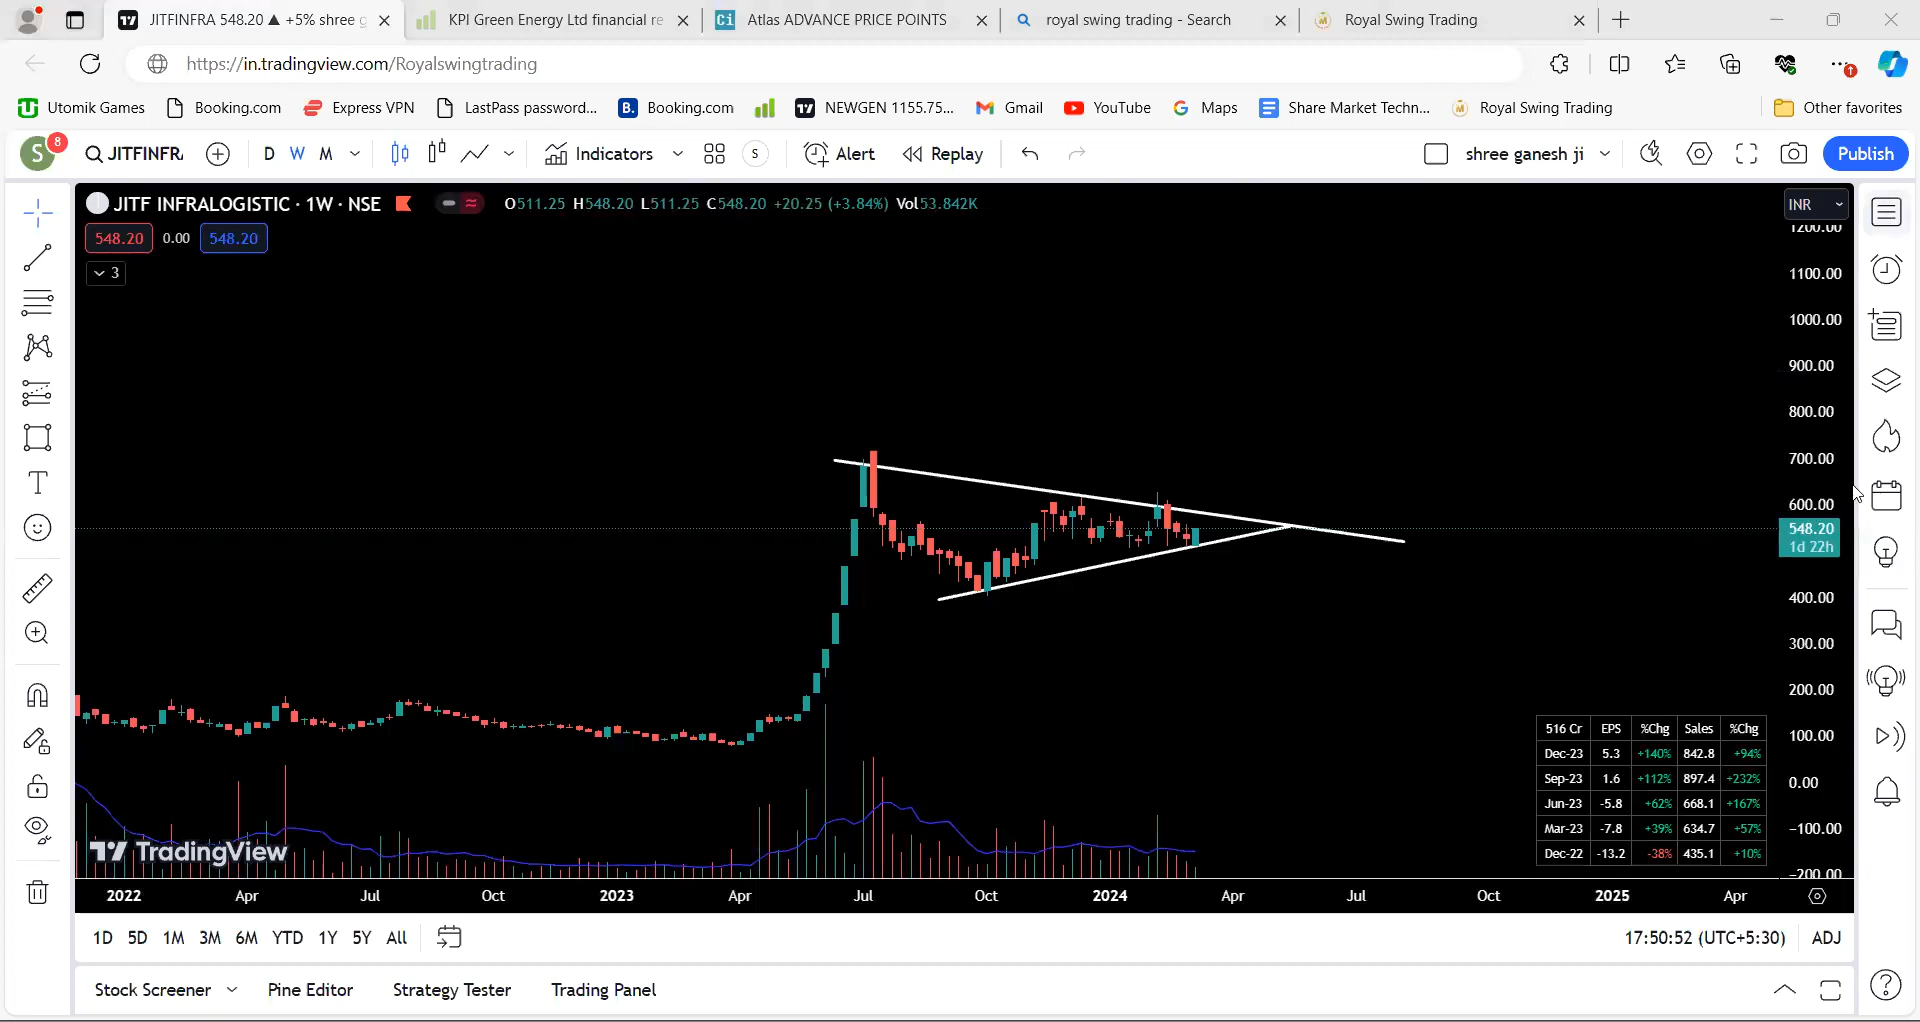 JITFINFRA 548.20 ▲ +5% shree g
KPI Green Energy Ltd financial re
Atlas ADVANCE PRICE POINTS
royal swing trading - Search
Royal Swing Trading
https://in.tradingview.com/Royalswingtrading
Utomik Games
Booking.com
Express VPN
LastPass password...
Booking.com
NEWGEN 1155.75...
Gmail
YouTube
Maps
Share Market Techn...
Royal Swing Trading
Other favorites
S 8 JITFINFRA D W M Indicators S Alert Replay shree ganesh ji Publish
JITF INFRALOGISTIC · 1W · NSE O511.25 H548.20 L511.25 C548.20 +20.25 (+3.84%) Vol53.842K INR
548.20 0.00 548.20
3
1200.00
1100.00
1000.00
900.00
800.00
700.00
600.00
548.20
1d 22h
400.00
300.00
200.00
100.00
0.00
-100.00
-200.00
516 Cr EPS %Chg Sales %Chg
Dec-23 5.3 +140% 842.8 +94%
Sep-23 1.6 +112% 897.4 +232%
Jun-23 -5.8 +62% 668.1 +167%
Mar-23 -7.8 +39% 634.7 +57%
Dec-22 -13.2 -38% 435.1 +10%
TradingView
2022 Apr Jul Oct 2023 Apr Jul Oct 2024 Apr Jul Oct 2025 Apr
1D 5D 1M 3M 6M YTD 1Y 5Y All 17:50:52 (UTC+5:30) ADJ
Stock Screener Pine Editor Strategy Tester Trading Panel